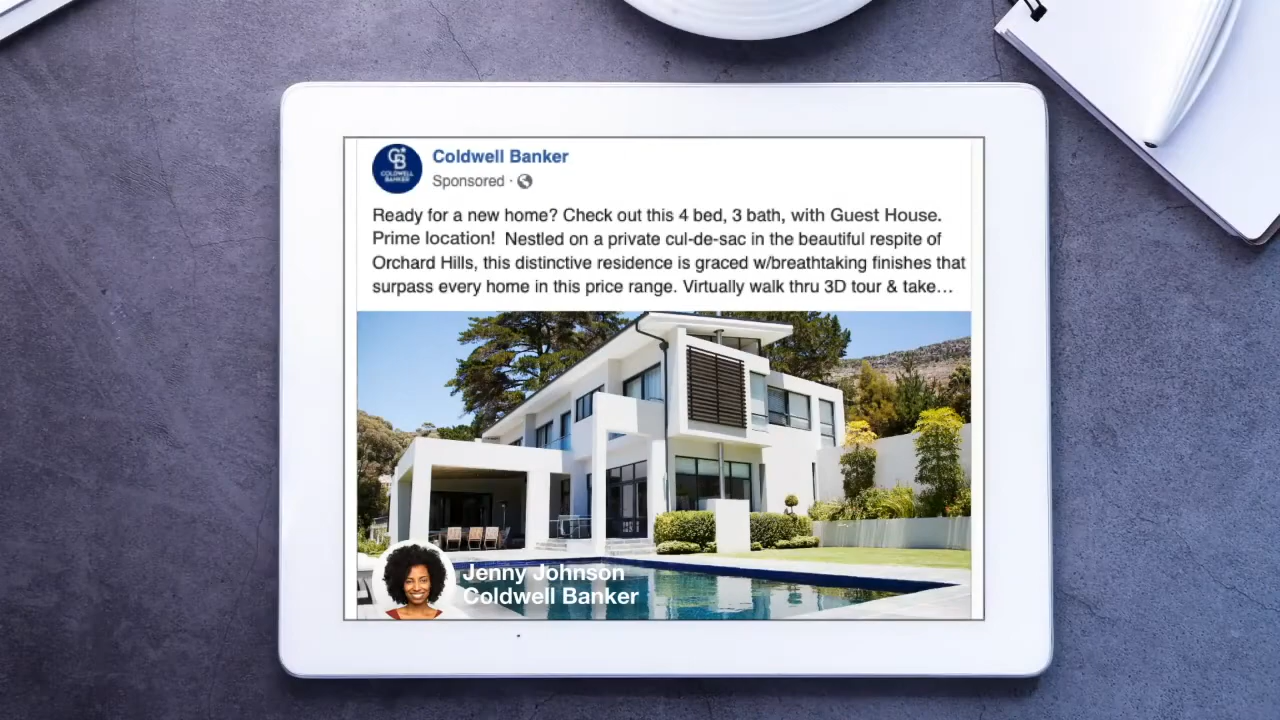 CB
COLDWELL
BANKER
Coldwell Banker
Sponsored ·
Ready for a new home? Check out this 4 bed, 3 bath, with Guest House.
Prime location!  Nestled on a private cul-de-sac in the beautiful respite of
Orchard Hills, this distinctive residence is graced w/breathtaking finishes that
surpass every home in this price range. Virtually walk thru 3D tour & take…
Jenny Johnson
Coldwell Banker